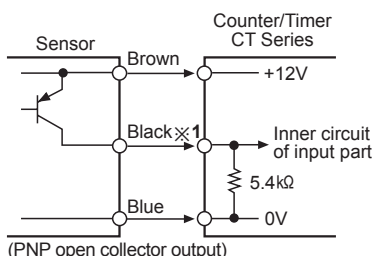 Counter/Timer
CT Series
Sensor
Brown
+12V
Black※1
Inner circuit
of input part
5.4kΩ
Blue
0V
(PNP open collector output)